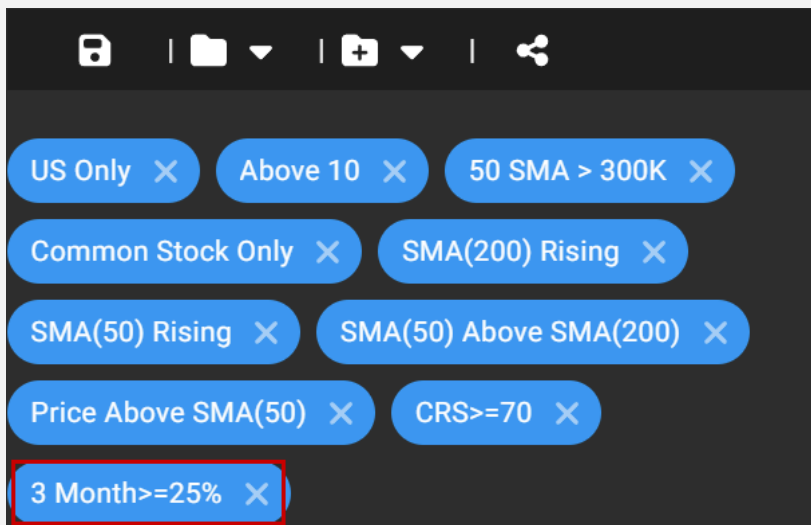 US Only Above 10 50 SMA > 300K
Common Stock Only SMA(200) Rising
SMA(50) Rising SMA(50) Above SMA(200)
Price Above SMA(50) CRS>=70
3 Month>=25%